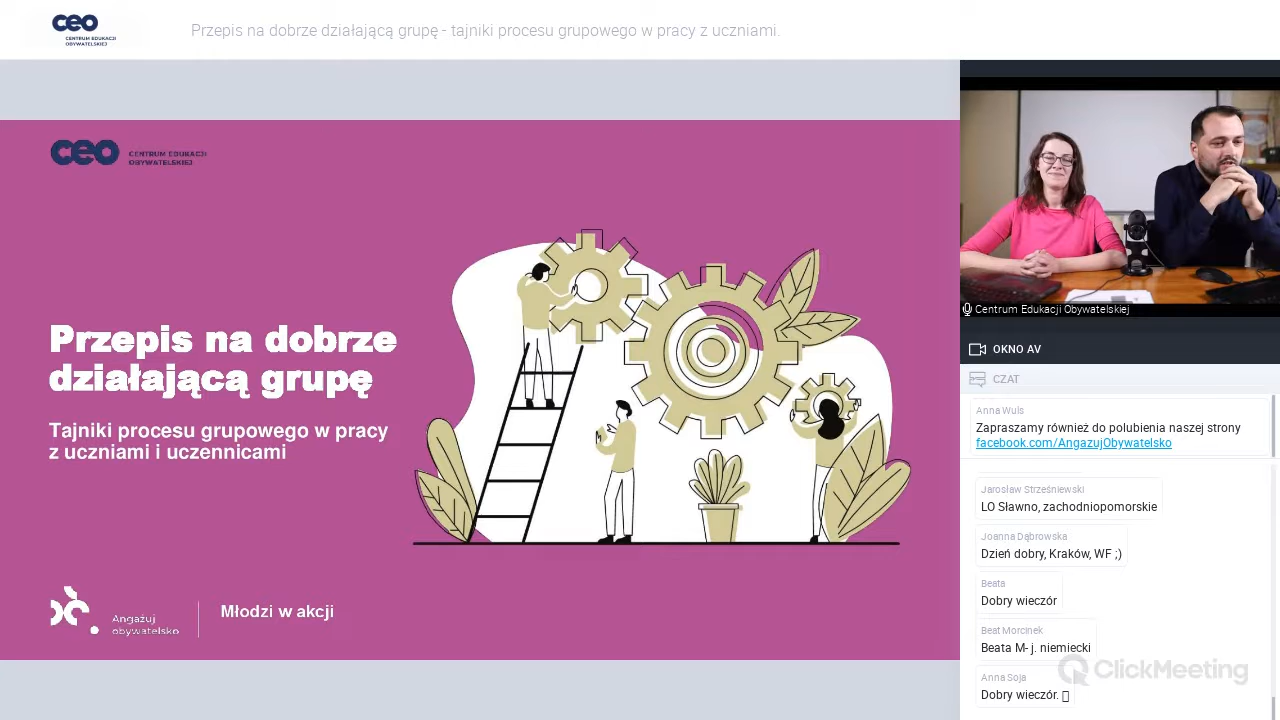 ceo
CENTRUM EDUKACJI
OBYWATELSKIEJ
Przepis na dobrze działającą grupę - tajniki procesu grupowego w pracy z uczniami.
ceo
CENTRUM EDUKACJI
OBYWATELSKIEJ
Przepis na dobrze
działającą grupę
Tajniki procesu grupowego w pracy
z uczniami i uczennicami
Angażuj
obywatelsko
Młodzi w akcji
Centrum Edukacji Obywatelskiej
OKNO AV
CZAT
Anna Wuls
Zapraszamy również do polubienia naszej strony
facebook.com/AngazujObywatelsko
Jarosław Strześniewski
LO Sławno, zachodniopomorskie
Joanna Dąbrowska
Dzień dobry, Kraków, WF ;)
Beata
Dobry wieczór
Beat Morcinek
Beata M- j. niemiecki
Anna Soja
Dobry wieczór.
ClickMeeting